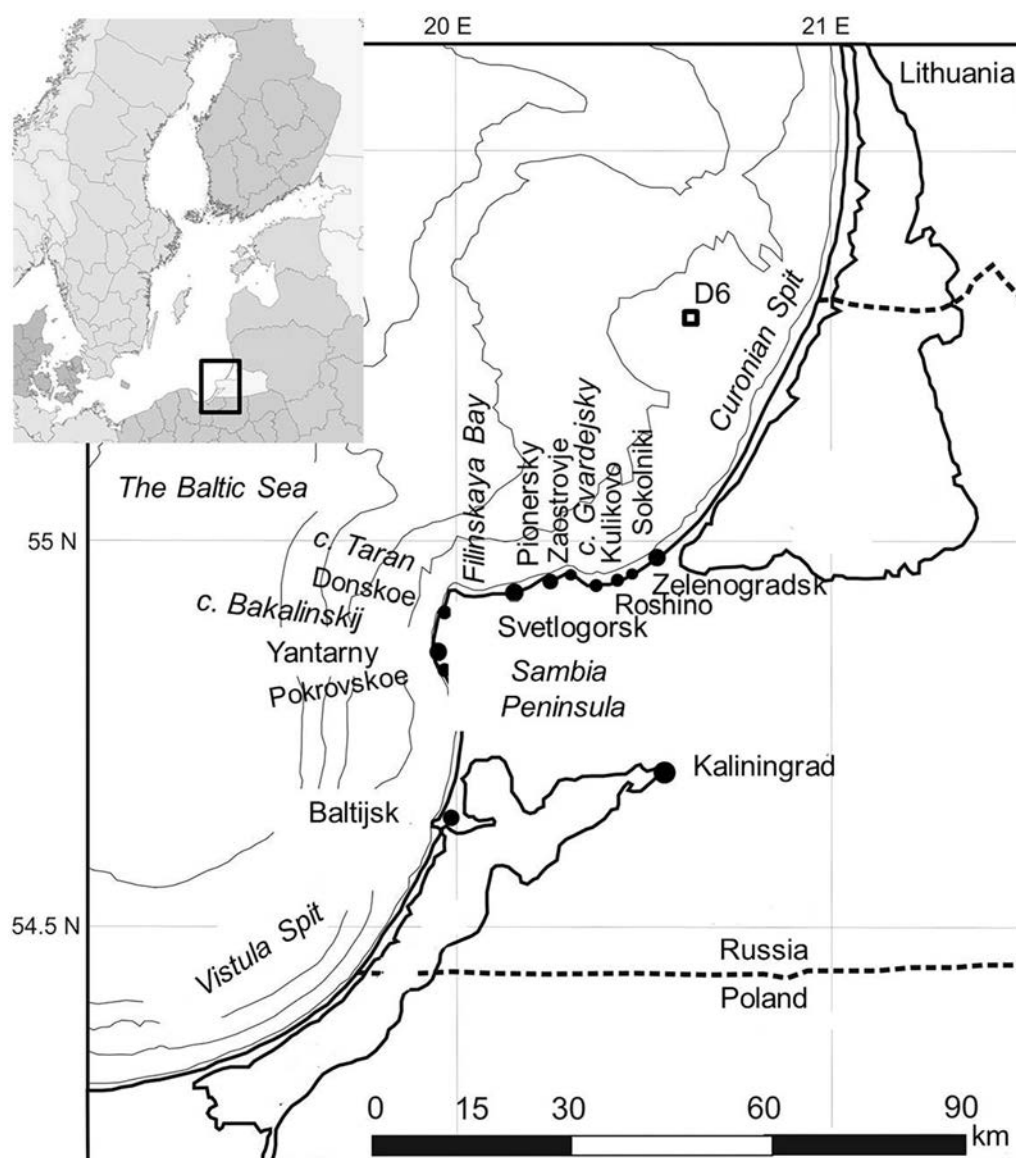 20 E
21 E
Lithuania
D6
Curonian Spit
Filinskaya Bay
Pionersky
Zaostrovje
c. Gvardejsky
Kulikovo
Sokolniki
The Baltic Sea
55 N
c. Taran
Donskoe
c. Bakalinskij
Zelenogradsk
Roshino
Svetlogorsk
Yantarny
Pokrovskoe
Sambia
Peninsula
Kaliningrad
Baltijsk
54.5 N
Vistula Spit
Russia
Poland
0 15 30 60 90
km